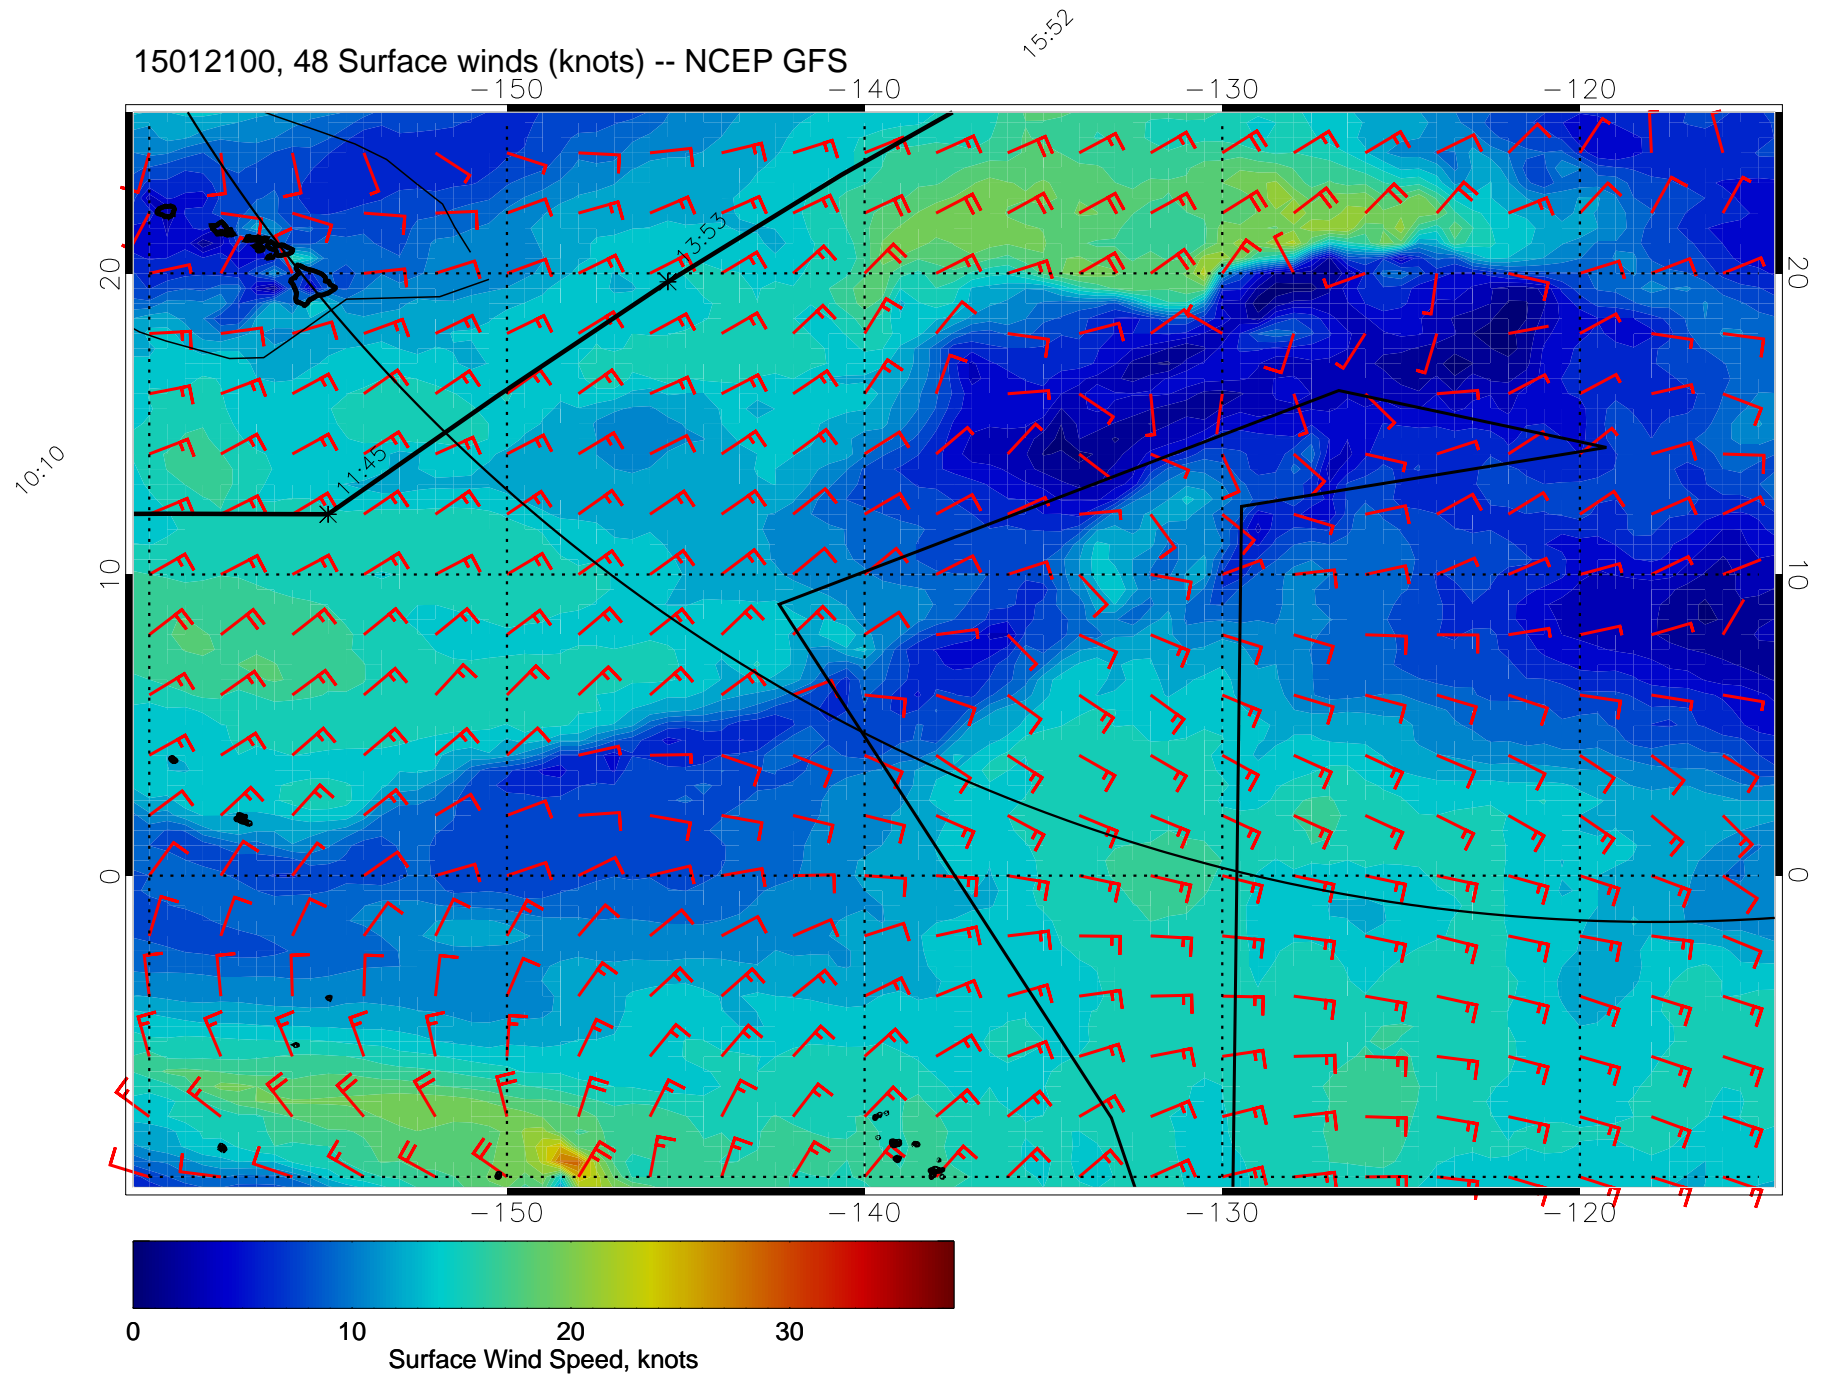 15:52
15012100, 48 Surface winds (knots) -- NCEP GFS
-150 -140 -130 -120
13:53
20 20
11:45
10:10
10 10
0 0
-150 -140 -130 -120
0 10 20 30
Surface Wind Speed, knots